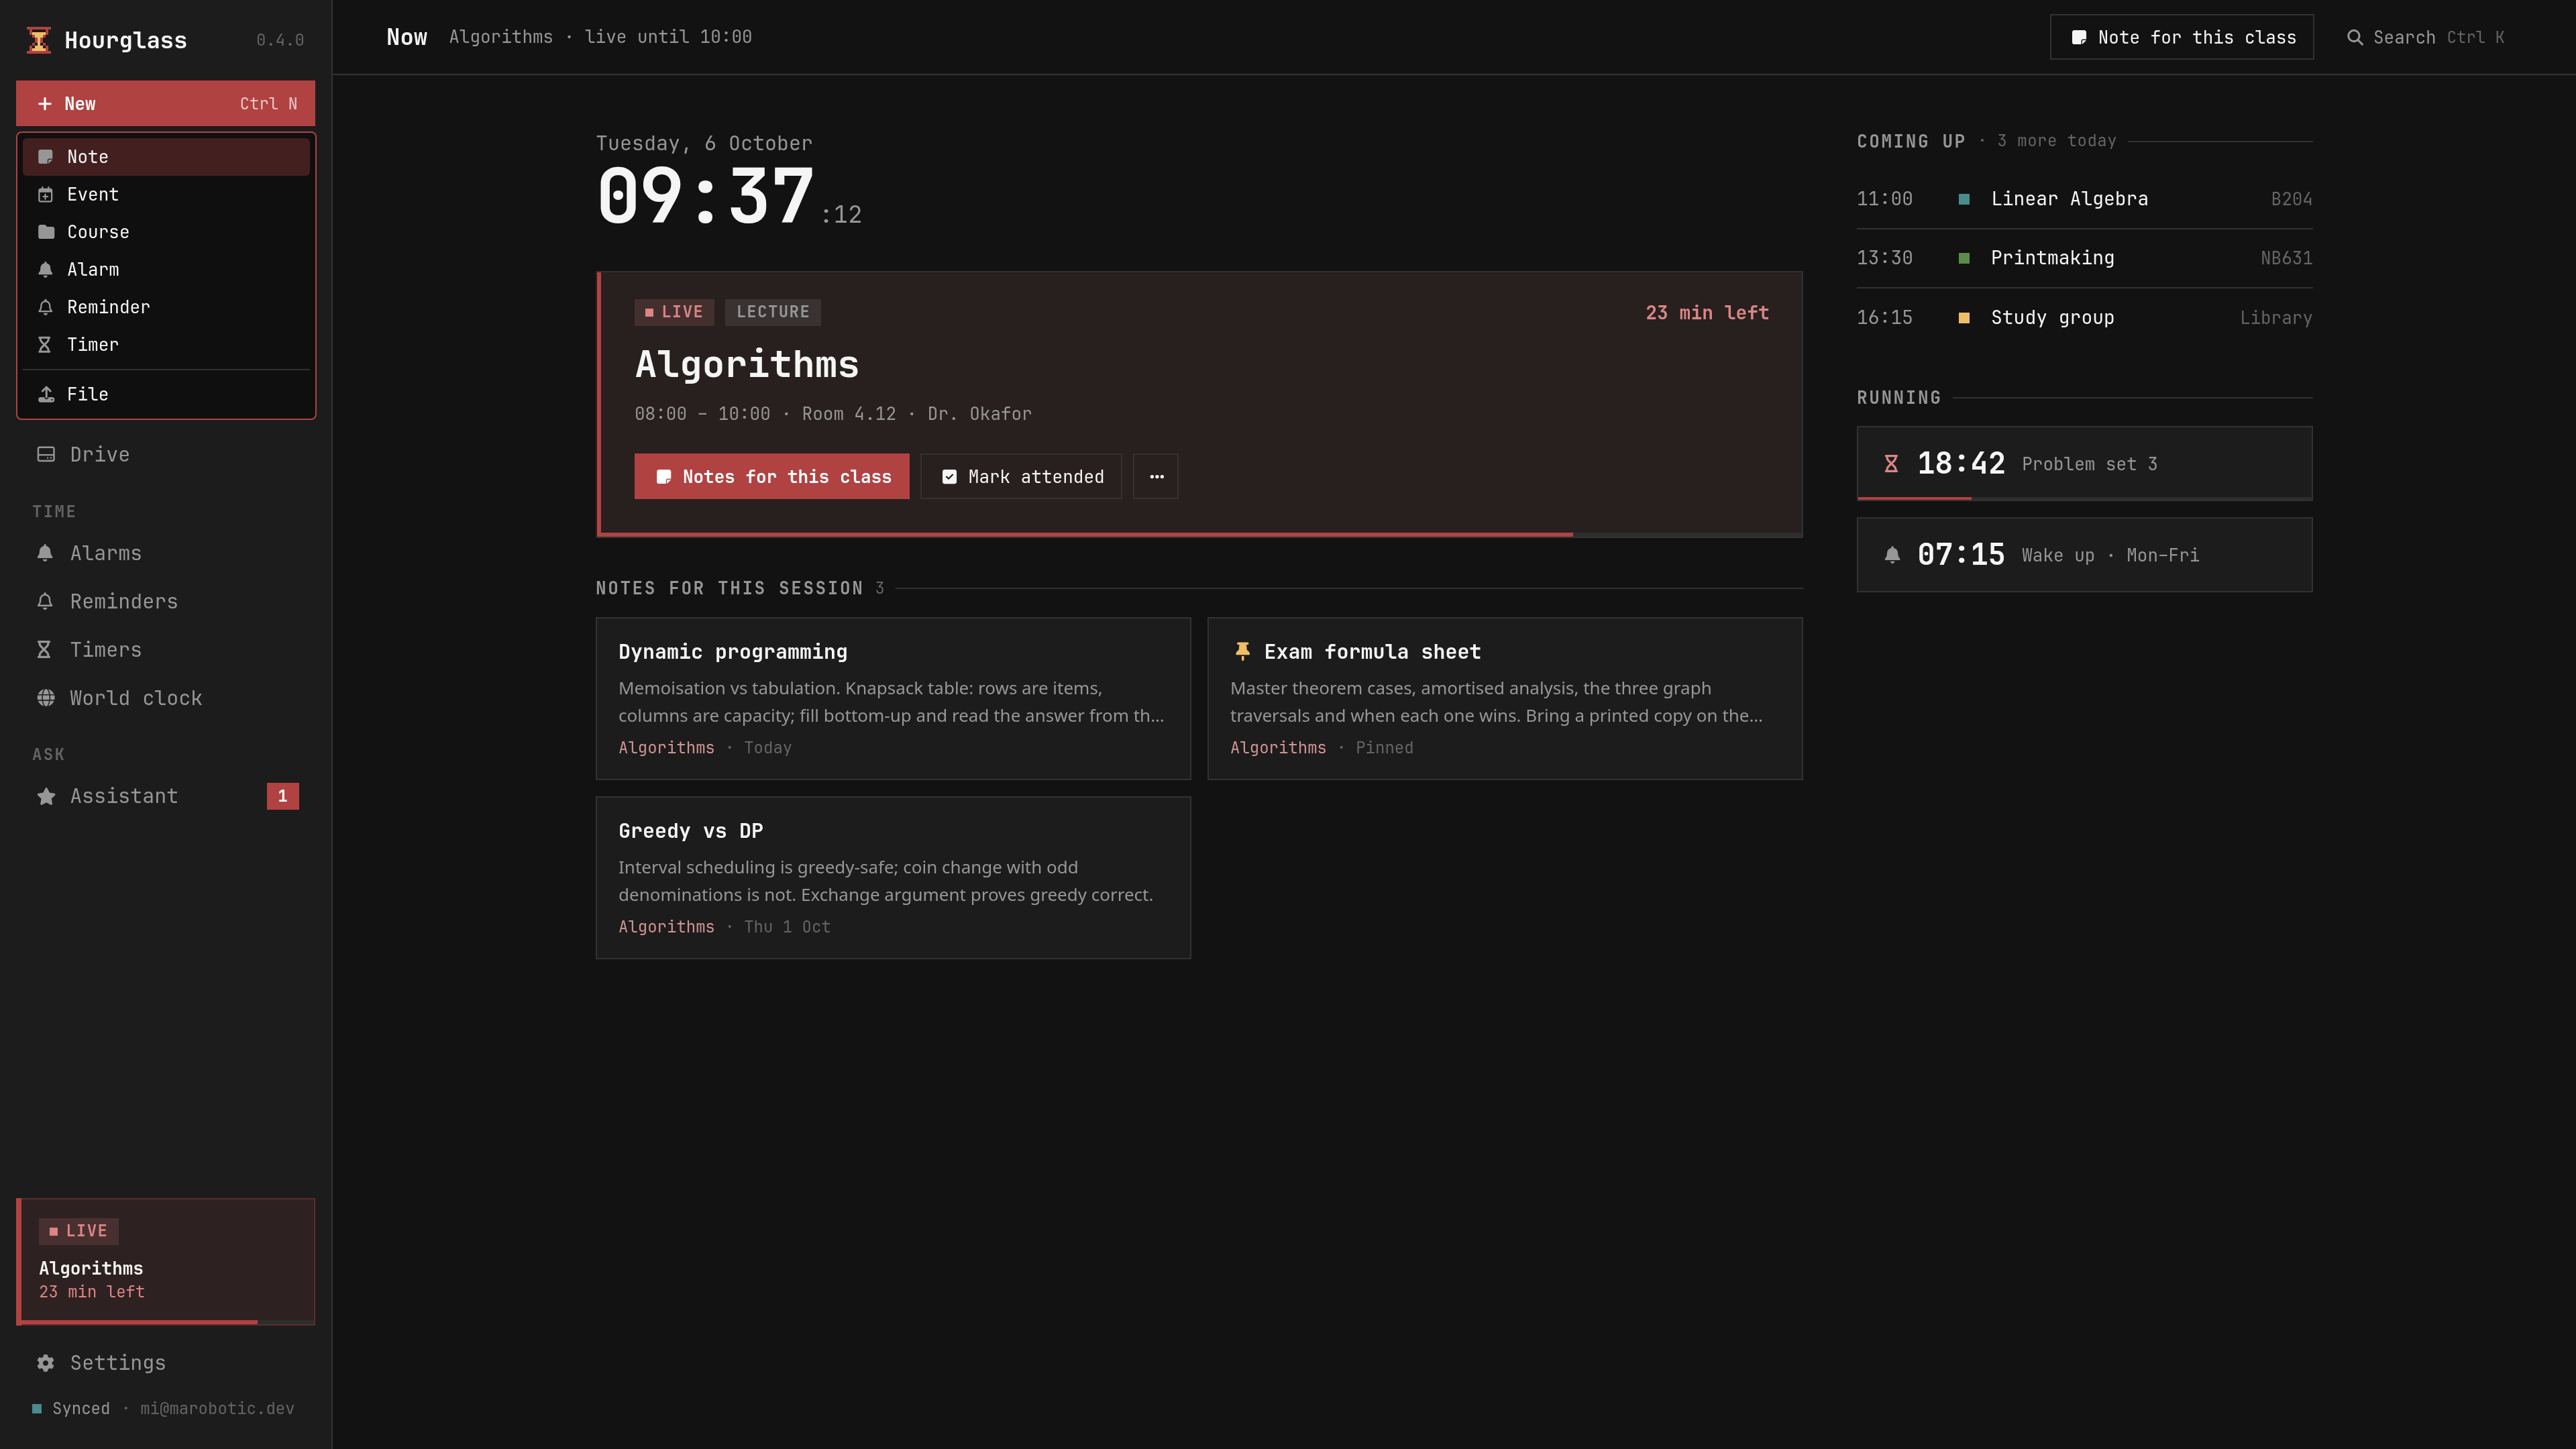 Hourglass 0.4.0
New Ctrl N
Note
Event
Course
Alarm
Reminder
Timer
File
Drive
TIME
Alarms
Reminders
Timers
World clock
ASK
Assistant 1
LIVE
Algorithms
23 min left
Settings
Synced · mi@marobotic.dev
Now Algorithms · live until 10:00
Note for this class
Search Ctrl K
Tuesday, 6 October
09:37:12
LIVE LECTURE 23 min left
Algorithms
08:00 – 10:00 · Room 4.12 · Dr. Okafor
Notes for this class Mark attended
NOTES FOR THIS SESSION 3
Dynamic programming
Memoisation vs tabulation. Knapsack table: rows are items,
columns are capacity; fill bottom-up and read the answer from th...
Algorithms · Today
Exam formula sheet
Master theorem cases, amortised analysis, the three graph
traversals and when each one wins. Bring a printed copy on the...
Algorithms · Pinned
Greedy vs DP
Interval scheduling is greedy-safe; coin change with odd
denominations is not. Exchange argument proves greedy correct.
Algorithms · Thu 1 Oct
COMING UP · 3 more today
11:00 Linear Algebra B204
13:30 Printmaking NB631
16:15 Study group Library
RUNNING
18:42 Problem set 3
07:15 Wake up · Mon–Fri